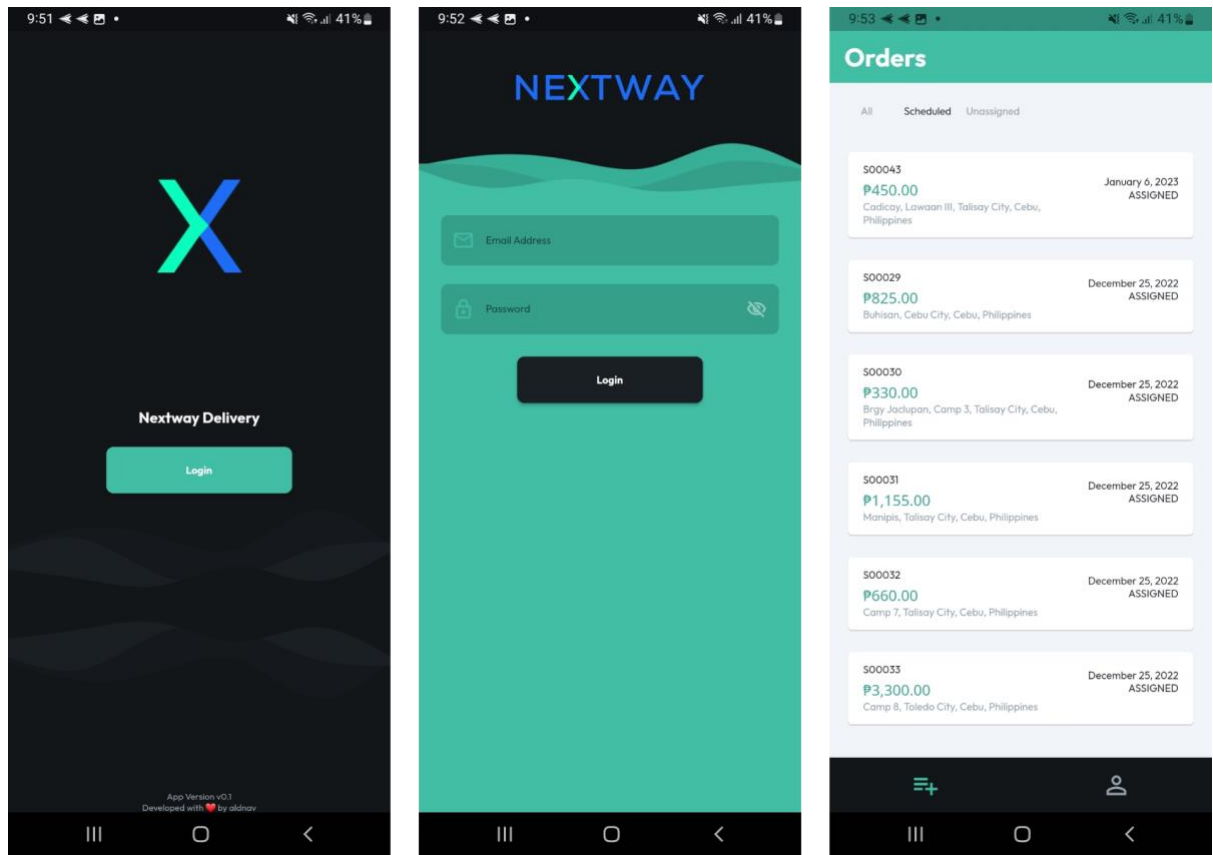 9:51
41%
Nextway Delivery
Login
App Version v0.1
Developed with ❤️ by aldnav
9:52
41%
NEXTWAY
Email Address
Password
Login
9:53
41%
Orders
All Scheduled Unassigned
S00043
₱450.00
Cadicay, Lawaan III, Talisay City, Cebu,
Philippines
January 6, 2023
ASSIGNED
S00029
₱825.00
Buhisan, Cebu City, Cebu, Philippines
December 25, 2022
ASSIGNED
S00030
₱330.00
Brgy Jaclupan, Camp 3, Talisay City, Cebu,
Philippines
December 25, 2022
ASSIGNED
S00031
₱1,155.00
Manipis, Talisay City, Cebu, Philippines
December 25, 2022
ASSIGNED
S00032
₱660.00
Camp 7, Talisay City, Cebu, Philippines
December 25, 2022
ASSIGNED
S00033
₱3,300.00
Camp 8, Toledo City, Cebu, Philippines
December 25, 2022
ASSIGNED